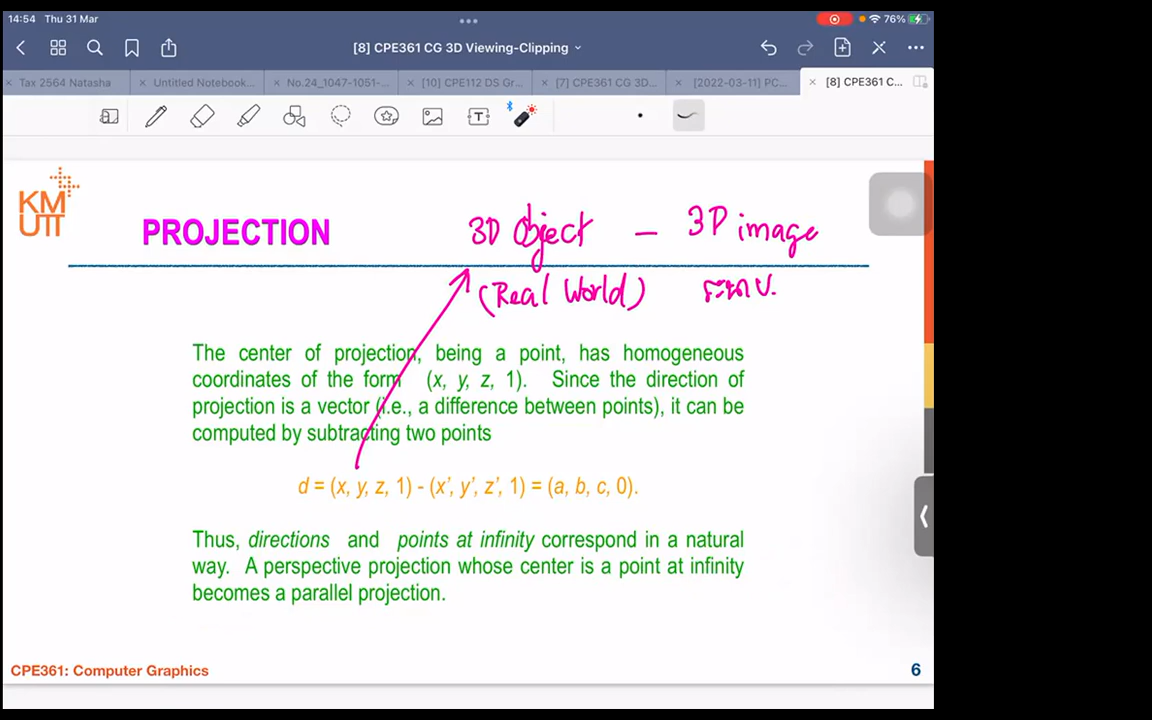 14:54 Thu 31 Mar
76%
[8] CPE361 CG 3D Viewing-Clipping
Tax 2564 Natasha
Untitled Notebook...
No.24_1047-1051-...
[10] CPE112 DS Gr...
[7] CPE361 CG 3D...
[2022-03-11] PC...
[8] CPE361 C...
KM
UTT
PROJECTION
3D Object — 3D image
(Real World)
The center of projection, being a point, has homogeneous
coordinates of the form (x, y, z, 1). Since the direction of
projection is a vector (i.e., a difference between points), it can be
computed by subtracting two points
d = (x, y, z, 1) - (x’, y’, z’, 1) = (a, b, c, 0).
Thus, directions and points at infinity correspond in a natural
way. A perspective projection whose center is a point at infinity
becomes a parallel projection.
CPE361: Computer Graphics
6